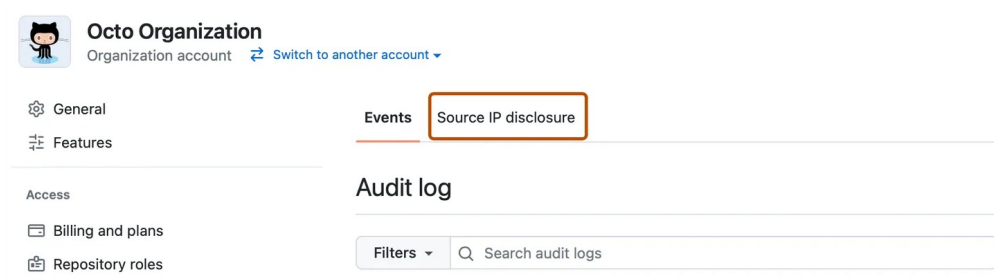 Octo Organization
Organization account Switch to another account
General
Features
Access
Billing and plans
Repository roles
Events Source IP disclosure
Audit log
Filters Search audit logs